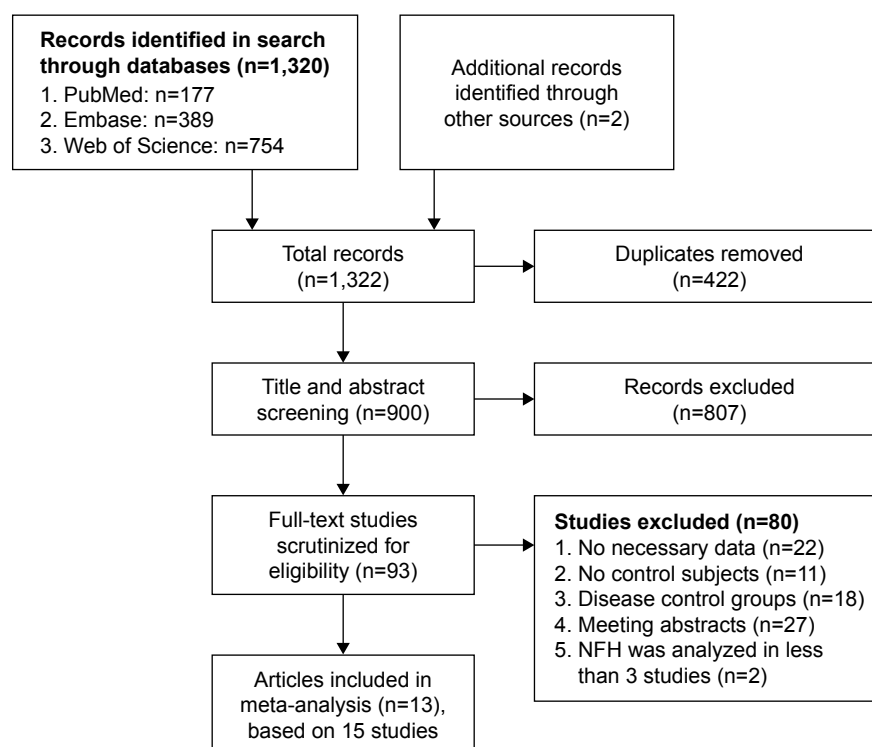 Records identified in search
through databases (n=1,320)
1. PubMed: n=177
2. Embase: n=389
3. Web of Science: n=754
Additional records
identified through
other sources (n=2)
Total records
(n=1,322)
Duplicates removed
(n=422)
Title and abstract
screening (n=900)
Records excluded
(n=807)
Full-text studies
scrutinized for
eligibility (n=93)
Studies excluded (n=80)
1. No necessary data (n=22)
2. No control subjects (n=11)
3. Disease control groups (n=18)
4. Meeting abstracts (n=27)
5. NFH was analyzed in less
than 3 studies (n=2)
Articles included in
meta-analysis (n=13),
based on 15 studies